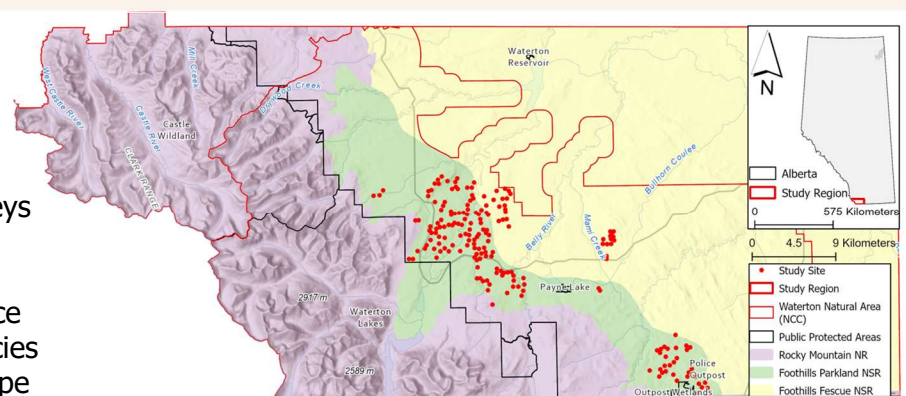 eys
ce
cies
ope
West Castle River
Castle River
Mill Creek
Castle
Wildland
CLARK RANGE
Creek
Waterton
Reservoir
Bullhorn Coulee
Belly River
Mami Creek
Payne Lake
2917 m
Waterton
Lakes
2589 m
Police
Outpost
Outpost Wetlands
N
Alberta
Study Region
0 575 Kilometers
0 4.5 9 Kilometers
Study Site
Study Region
Waterton Natural Area
(NCC)
Public Protected Areas
Rocky Mountain NR
Foothills Parkland NSR
Foothills Fescue NSR